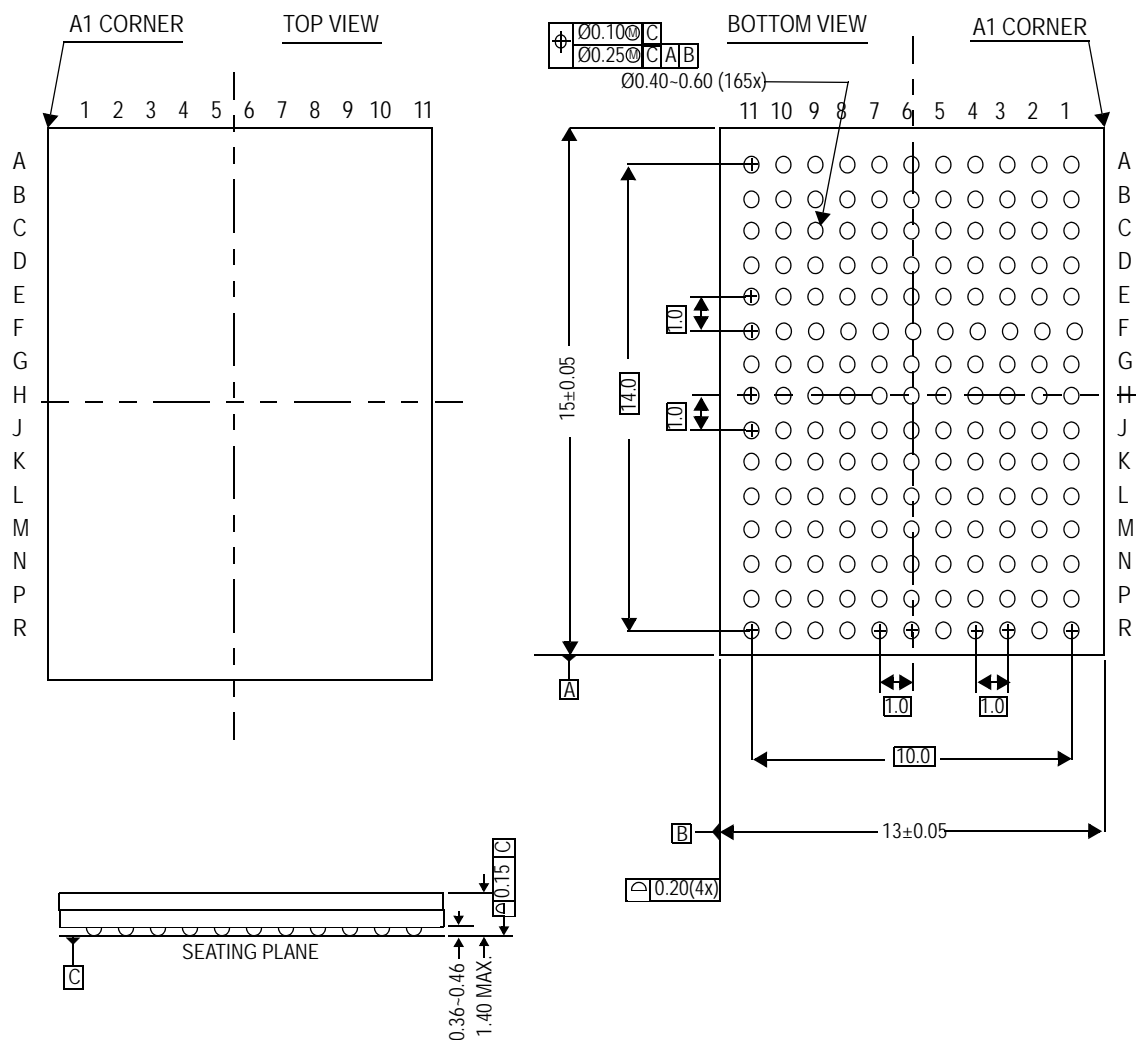 A1 CORNER
TOP VIEW
1 2 3 4 5 6 7 8 9 10 11
A
B
C
D
E
F
G
H
J
K
L
M
N
P
R
Ø0.10Ⓜ C
Ø0.25Ⓜ C A B
BOTTOM VIEW
A1 CORNER
Ø0.40~0.60 (165x)
11 10 9 8 7 6 5 4 3 2 1
A
B
C
D
E
F
G
H
J
K
L
M
N
P
R
1.0
1.0
15±0.05
14.0
A
1.0
1.0
10.0
B
13±0.05
0.20(4x)
0.15 C
SEATING PLANE
C
0.36~0.46
1.40 MAX.